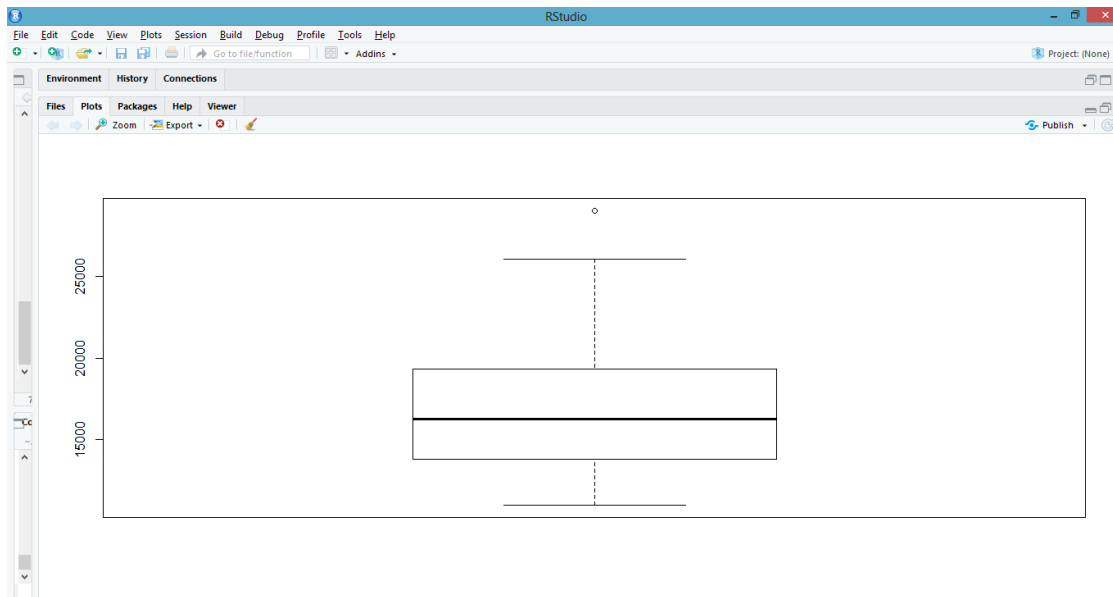 RStudio
File Edit Code View Plots Session Build Debug Profile Tools Help
Go to file/function Addins Project: (None)
Environment History Connections
Files Plots Packages Help Viewer
Zoom Export Publish
25000
20000
15000